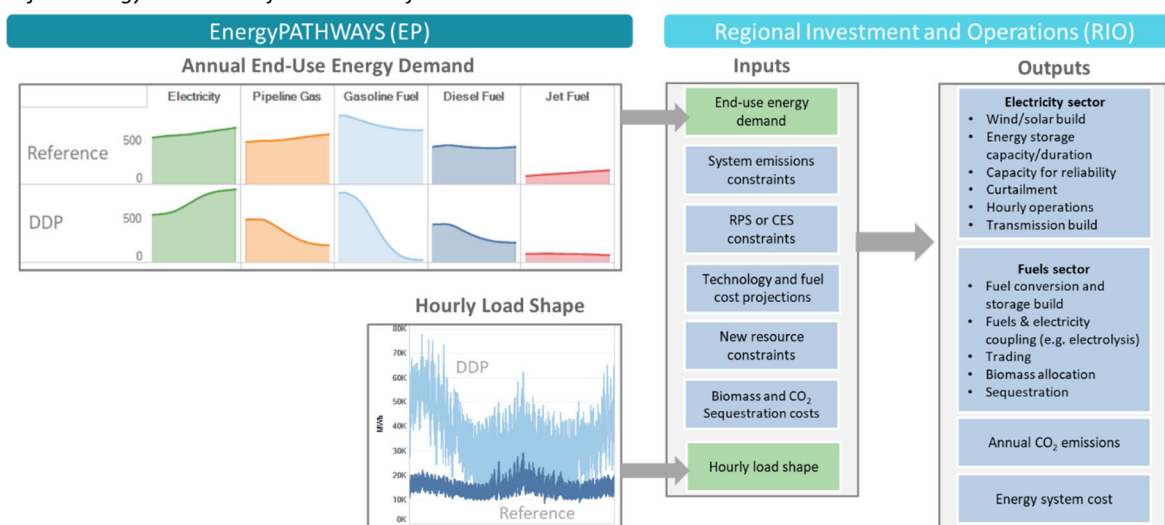 EnergyPATHWAYS (EP)
Annual End-Use Energy Demand
Electricity Pipeline Gas Gasoline Fuel Diesel Fuel Jet Fuel
Reference
500
0
DDP
500
0
Hourly Load Shape
80K
70K
60K
50K
40K
30K
20K
10K
0K
MWh
DDP
Reference
Regional Investment and Operations (RIO)
Inputs
End-use energy
demand
System emissions
constraints
RPS or CES
constraints
Technology and fuel
cost projections
New resource
constraints
Biomass and CO₂
Sequestration costs
Hourly load shape
Outputs
Electricity sector
• Wind/solar build
• Energy storage
capacity/duration
• Capacity for reliability
• Curtailment
• Hourly operations
• Transmission build
Fuels sector
• Fuel conversion and
storage build
• Fuels & electricity
coupling (e.g. electrolysis)
• Trading
• Biomass allocation
• Sequestration
Annual CO₂ emissions
Energy system cost